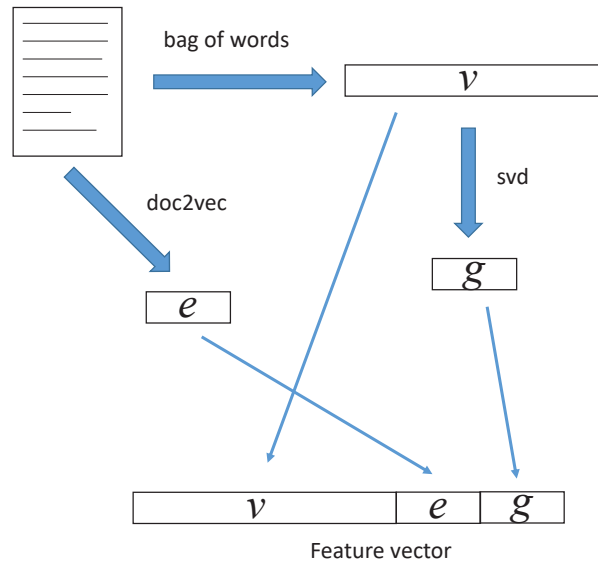 bag of words
v
svd
doc2vec
g
e
v e g
Feature vector